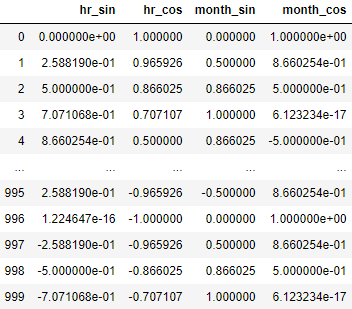 hr_sin hr_cos month_sin month_cos
0 0.000000e+00 1.000000 0.000000 1.000000e+00
1 2.588190e-01 0.965926 0.500000 8.660254e-01
2 5.000000e-01 0.866025 0.866025 5.000000e-01
3 7.071068e-01 0.707107 1.000000 6.123234e-17
4 8.660254e-01 0.500000 0.866025 -5.000000e-01
... ... ... ... ...
995 2.588190e-01 -0.965926 -0.500000 8.660254e-01
996 1.224647e-16 -1.000000 0.000000 1.000000e+00
997 -2.588190e-01 -0.965926 0.500000 8.660254e-01
998 -5.000000e-01 -0.866025 0.866025 5.000000e-01
999 -7.071068e-01 -0.707107 1.000000 6.123234e-17